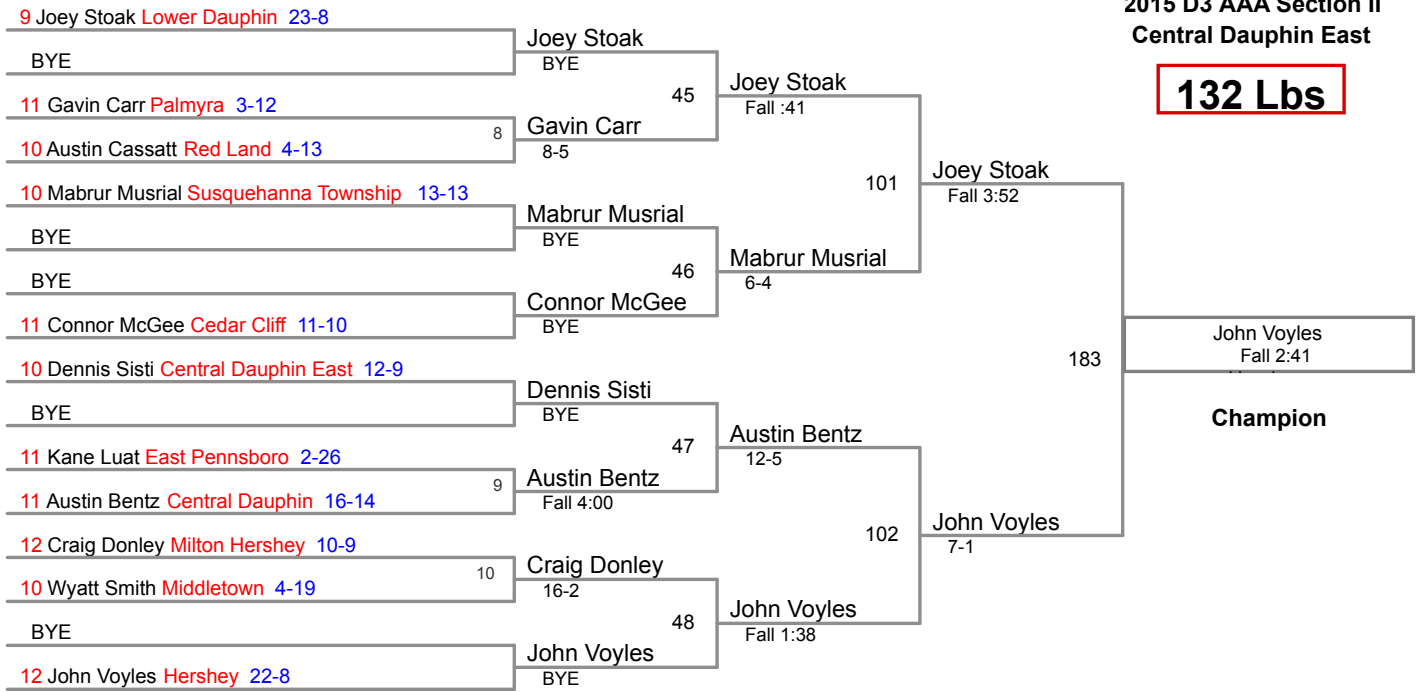 2015 D3 AAA Section II
Central Dauphin East
132 Lbs
9 Joey Stoak Lower Dauphin 23-8
BYE
11 Gavin Carr Palmyra 3-12
10 Austin Cassatt Red Land 4-13
10 Mabrur Musrial Susquehanna Township 13-13
BYE
BYE
11 Connor McGee Cedar Cliff 11-10
10 Dennis Sisti Central Dauphin East 12-9
BYE
11 Kane Luat East Pennsboro 2-26
11 Austin Bentz Central Dauphin 16-14
12 Craig Donley Milton Hershey 10-9
10 Wyatt Smith Middletown 4-19
BYE
12 John Voyles Hershey 22-8
Joey Stoak
BYE
8
Gavin Carr
8-5
Mabrur Musrial
BYE
Connor McGee
BYE
Dennis Sisti
BYE
9
Austin Bentz
Fall 4:00
10
Craig Donley
16-2
John Voyles
BYE
45
Joey Stoak
Fall :41
46
Mabrur Musrial
6-4
47
Austin Bentz
12-5
48
John Voyles
Fall 1:38
101
Joey Stoak
Fall 3:52
102
John Voyles
7-1
183
John Voyles
Fall 2:41
Champion